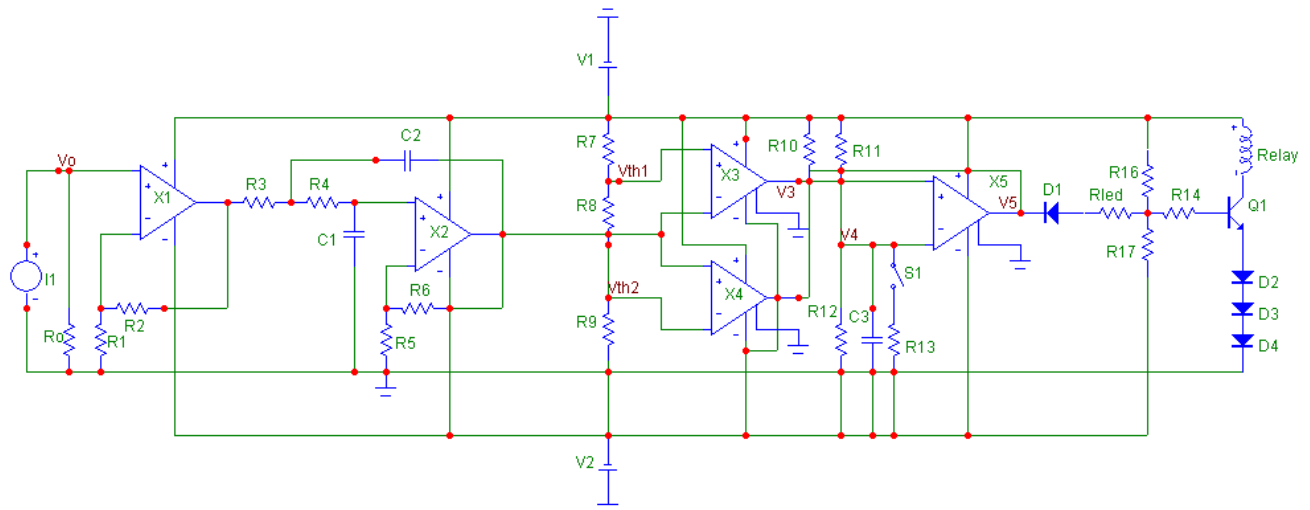 V1
Vo
X1
R3
R4
C2
C1
X2
R7
R8
Vth1
X3
R10
R11
V3
X5
V5
D1
Rled
R16
R14
Relay
Q1
I1
Ro
R1
R2
R6
R5
Vth2
R9
X4
V4
R12
C3
S1
R13
R17
D2
D3
D4
V2